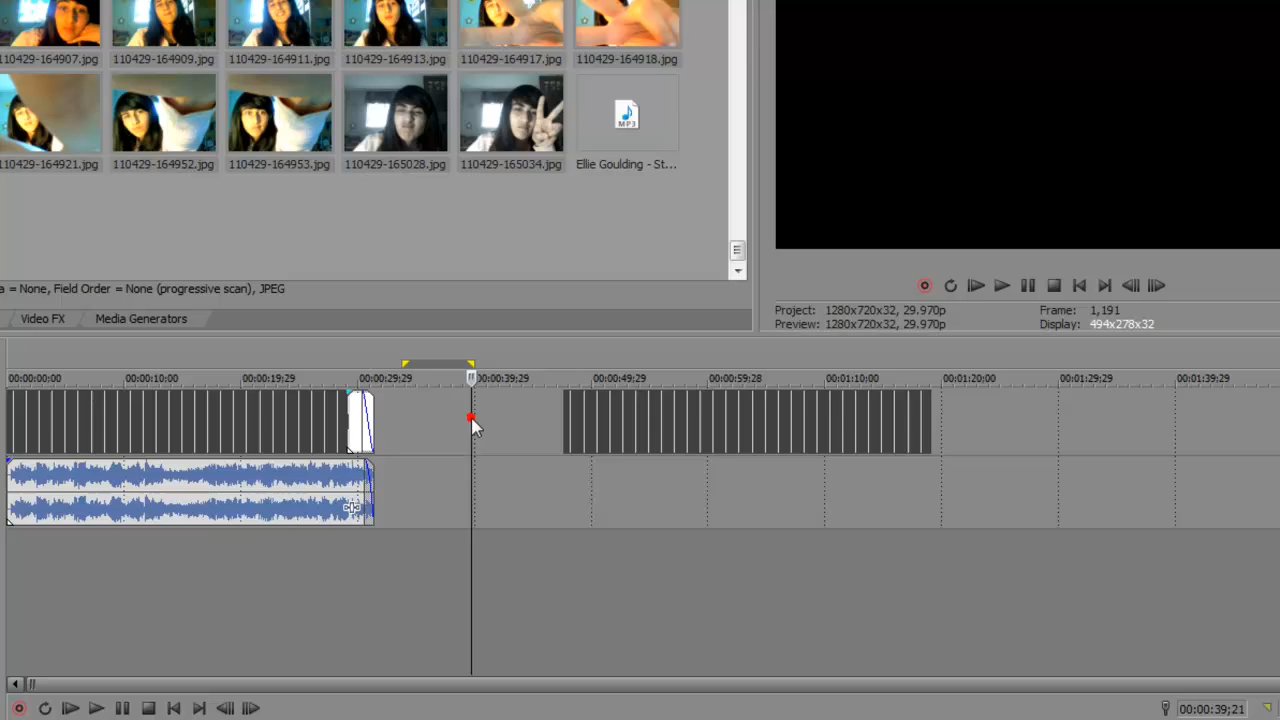 110429-164907.jpg 110429-164909.jpg 110429-164911.jpg 110429-164913.jpg 110429-164917.jpg 110429-164918.jpg
MP3
110429-164921.jpg 110429-164952.jpg 110429-164953.jpg 110429-165028.jpg 110429-165034.jpg Ellie Goulding - St...
a = None, Field Order = None (progressive scan), JPEG
Video FX Media Generators
Project: 1280x720x32, 29.970p Frame: 1,191
Preview: 1280x720x32, 29.970p Display: 494x278x32
00:00:00;00 00:00:10;00 00:00:19;29 00:00:29;29 00:00:39;29 00:00:49;29 00:00:59;28 00:01:10;00 00:01:20;00 00:01:29;29 00:01:39;29
00:00:39;21